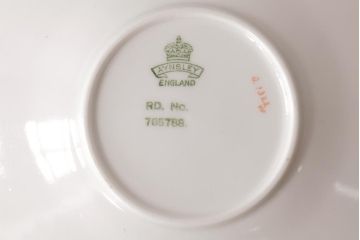 AYNSLEY
ENGLAND
RD. No.
765788.